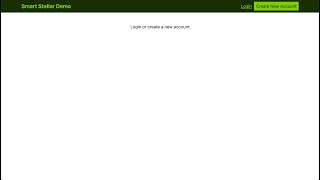 Smart Stellar Demo
Login Create New Account
Login or create a new account